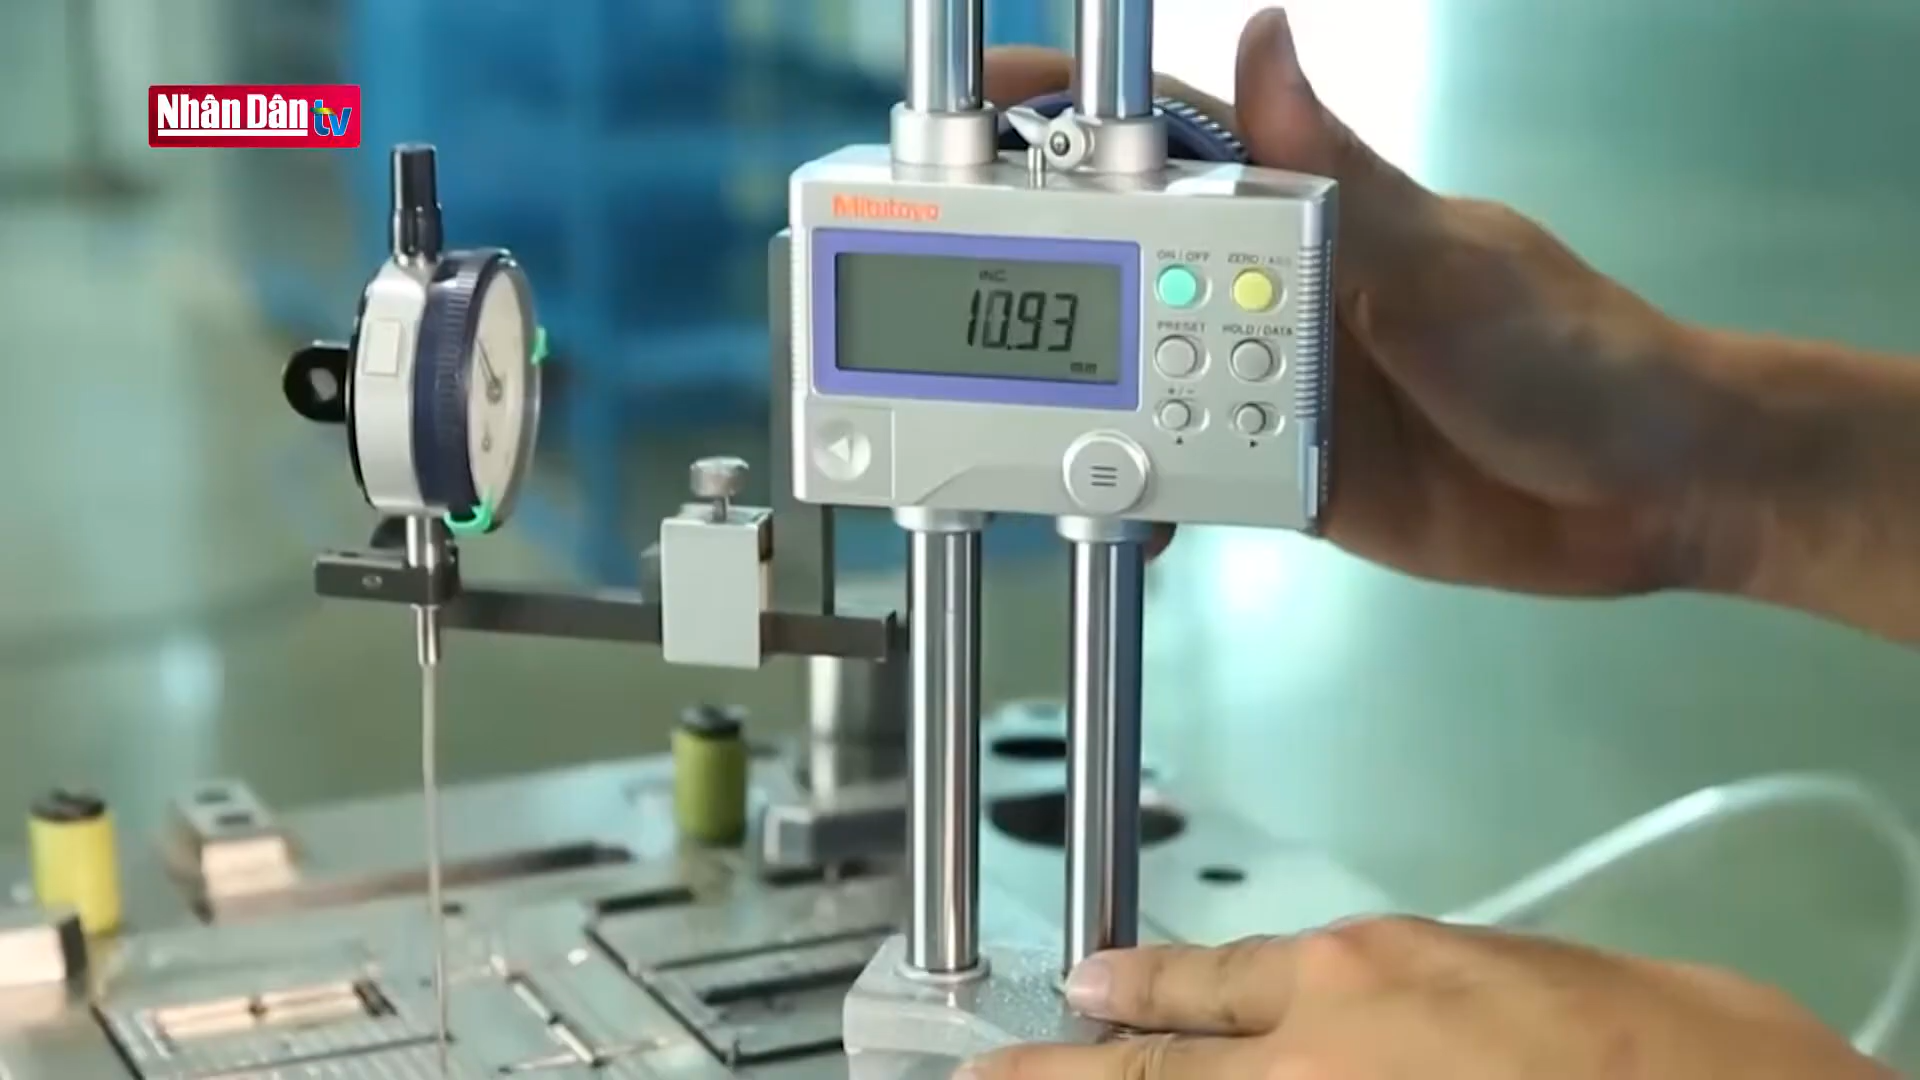 Nhân Dân tv
Mitutoyo
ON / OFF
ZERO / ABS
INC
10.93
mm
PRESET
HOLD / DATA
+ / -